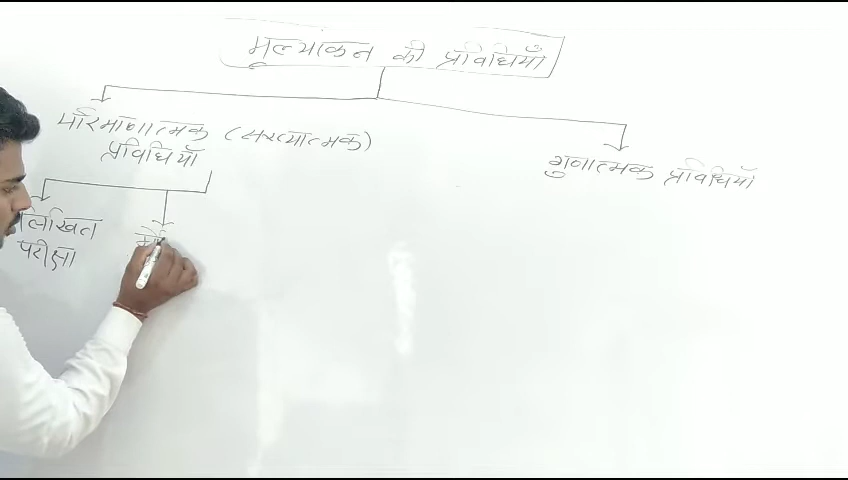 मूल्याकन की प्रविधियाँ
परिमाणात्मक (संख्यात्मक)
प्रविधियाँ
गुणात्मक प्रविधियाँ
लिखित
परीक्षा